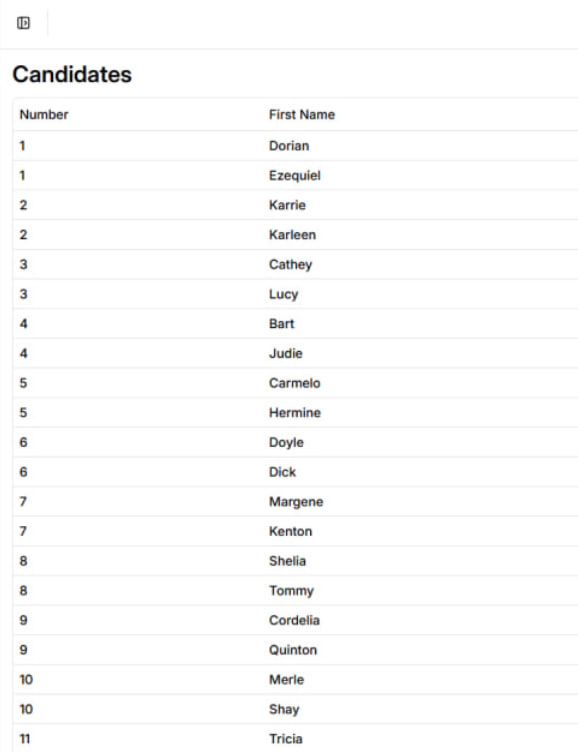 Candidates
Number First Name
1 Dorian
1 Ezequiel
2 Karrie
2 Karleen
3 Cathey
3 Lucy
4 Bart
4 Judie
5 Carmelo
5 Hermine
6 Doyle
6 Dick
7 Margene
7 Kenton
8 Shelia
8 Tommy
9 Cordelia
9 Quinton
10 Merle
10 Shay
11 Tricia